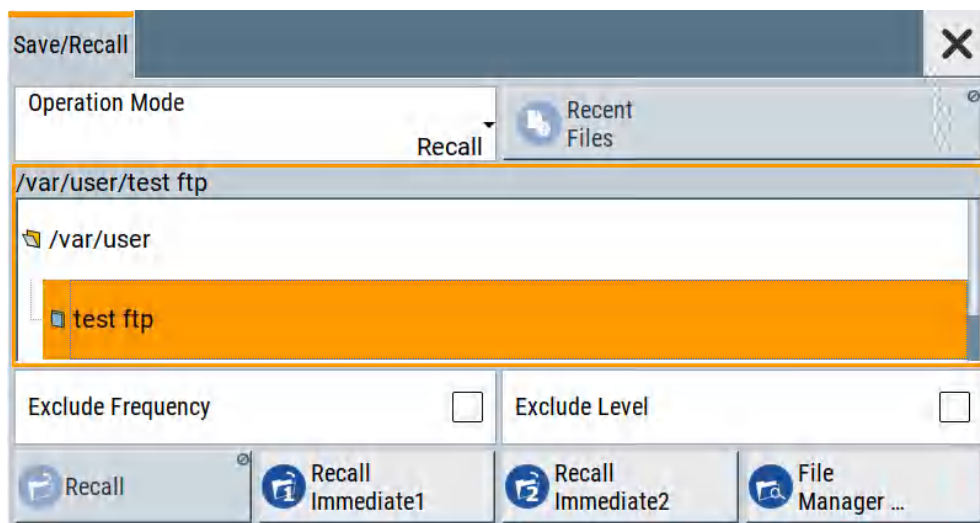 Save/Recall
Operation Mode
Recall
Recent
Files
/var/user/test ftp
/var/user
test ftp
Exclude Frequency
Exclude Level
Recall
Recall
Immediate1
Recall
Immediate2
File
Manager ...